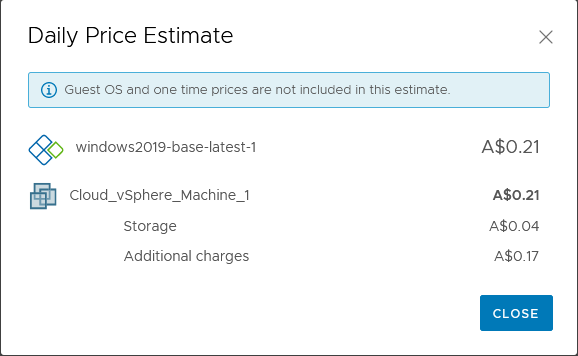 Daily Price Estimate
Guest OS and one time prices are not included in this estimate.
windows2019-base-latest-1 A$0.21
Cloud_vSphere_Machine_1 A$0.21
Storage A$0.04
Additional charges A$0.17
CLOSE